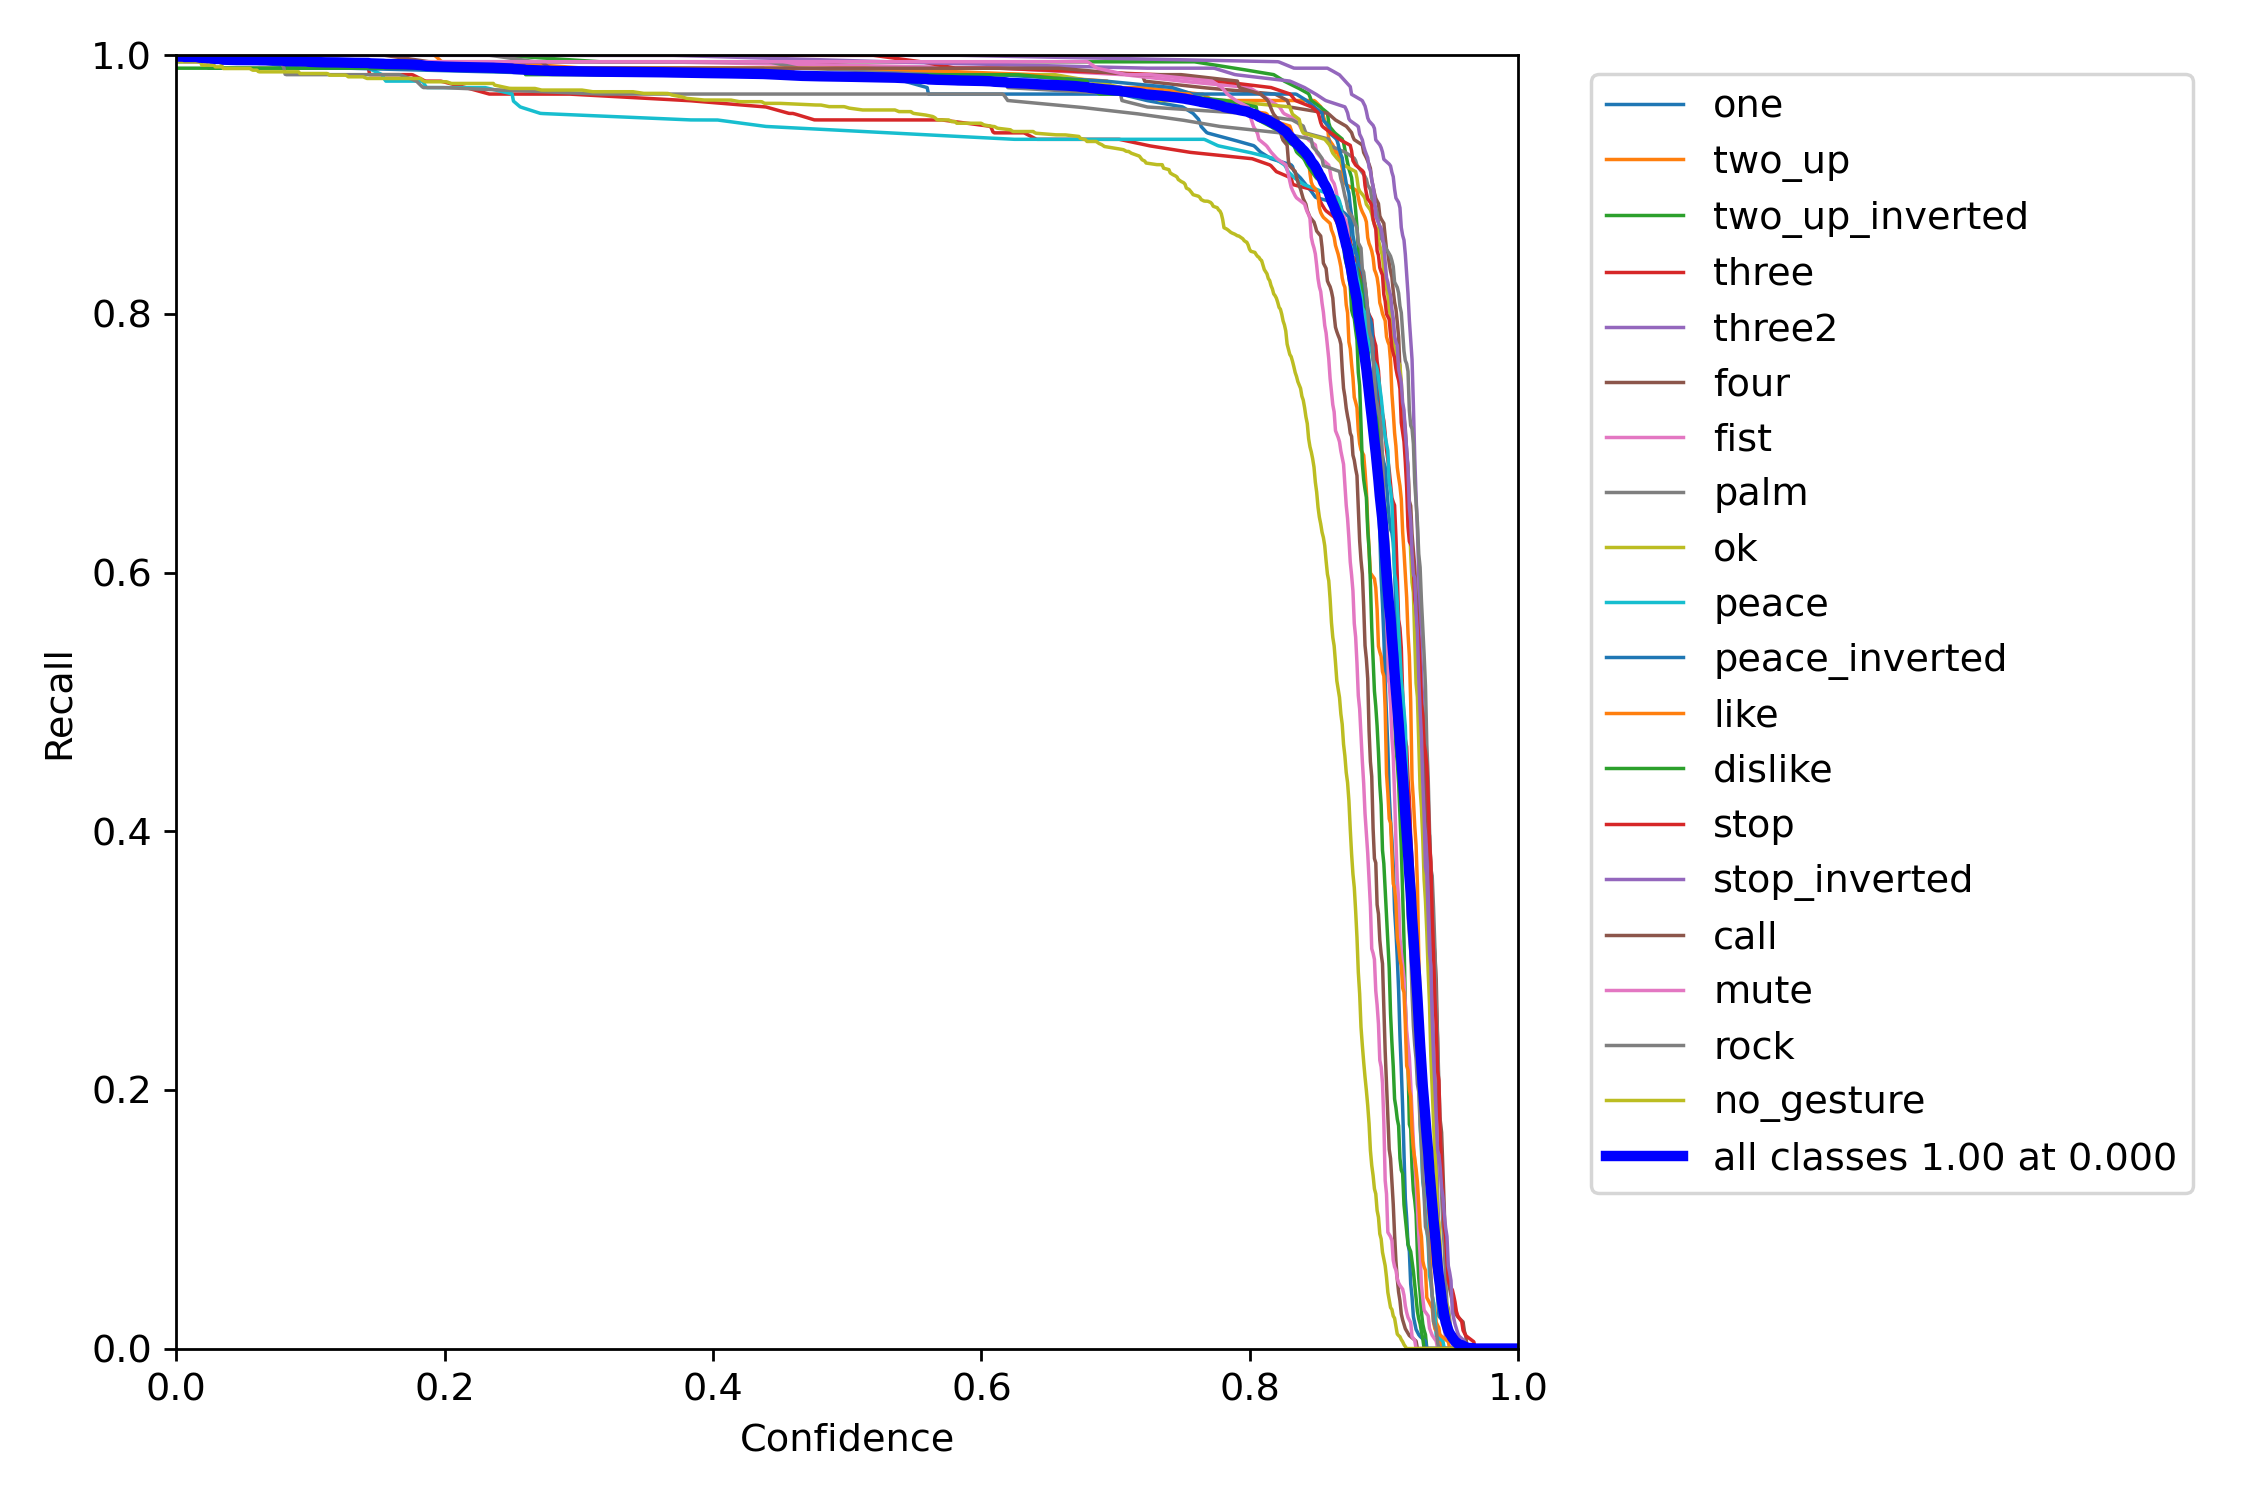 1.0
0.8
0.6
0.4
0.2
0.0
Recall
0.0 0.2 0.4 0.6 0.8 1.0
Confidence
one
two_up
two_up_inverted
three
three2
four
fist
palm
ok
peace
peace_inverted
like
dislike
stop
stop_inverted
call
mute
rock
no_gesture
all classes 1.00 at 0.000